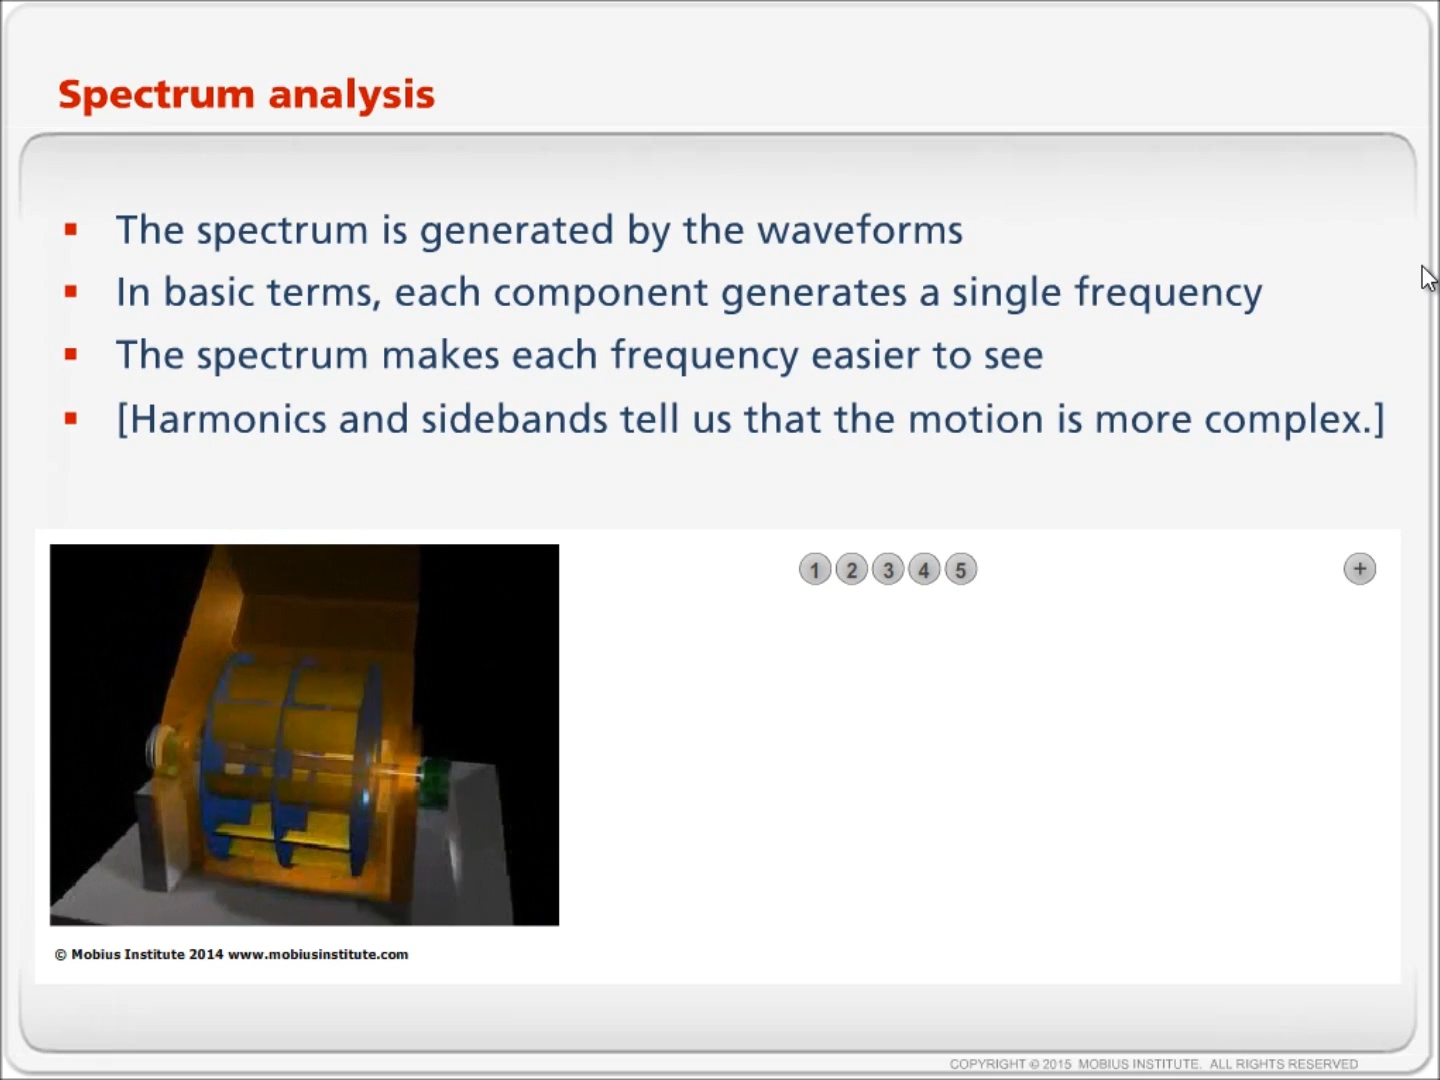 Spectrum analysis
The spectrum is generated by the waveforms
In basic terms, each component generates a single frequency
The spectrum makes each frequency easier to see
[Harmonics and sidebands tell us that the motion is more complex.]
1 2 3 4 5 +
© Mobius Institute 2014 www.mobiusinstitute.com
COPYRIGHT © 2015 MOBIUS INSTITUTE. ALL RIGHTS RESERVED